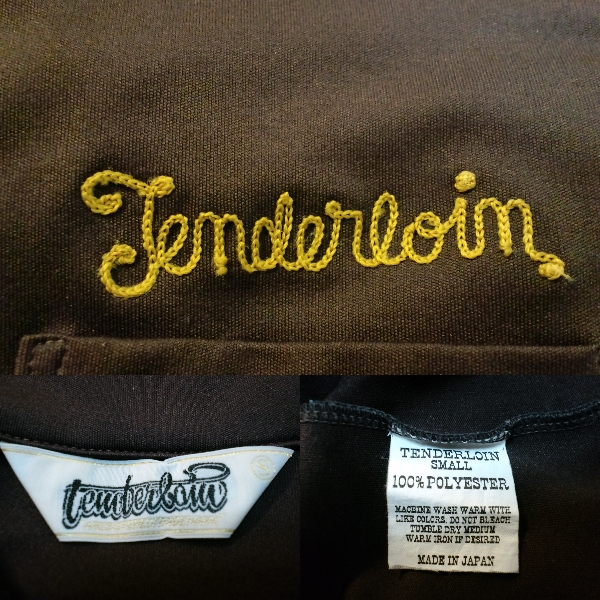 Tenderloin
tenderloin
TENDERLOIN
SMALL
100% POLYESTER
MACHINE WASH WARM WITH
LIKE COLORS. DO NOT BLEACH
TUMBLE DRY MEDIUM
WARM IRON IF DESIRED
MADE IN JAPAN